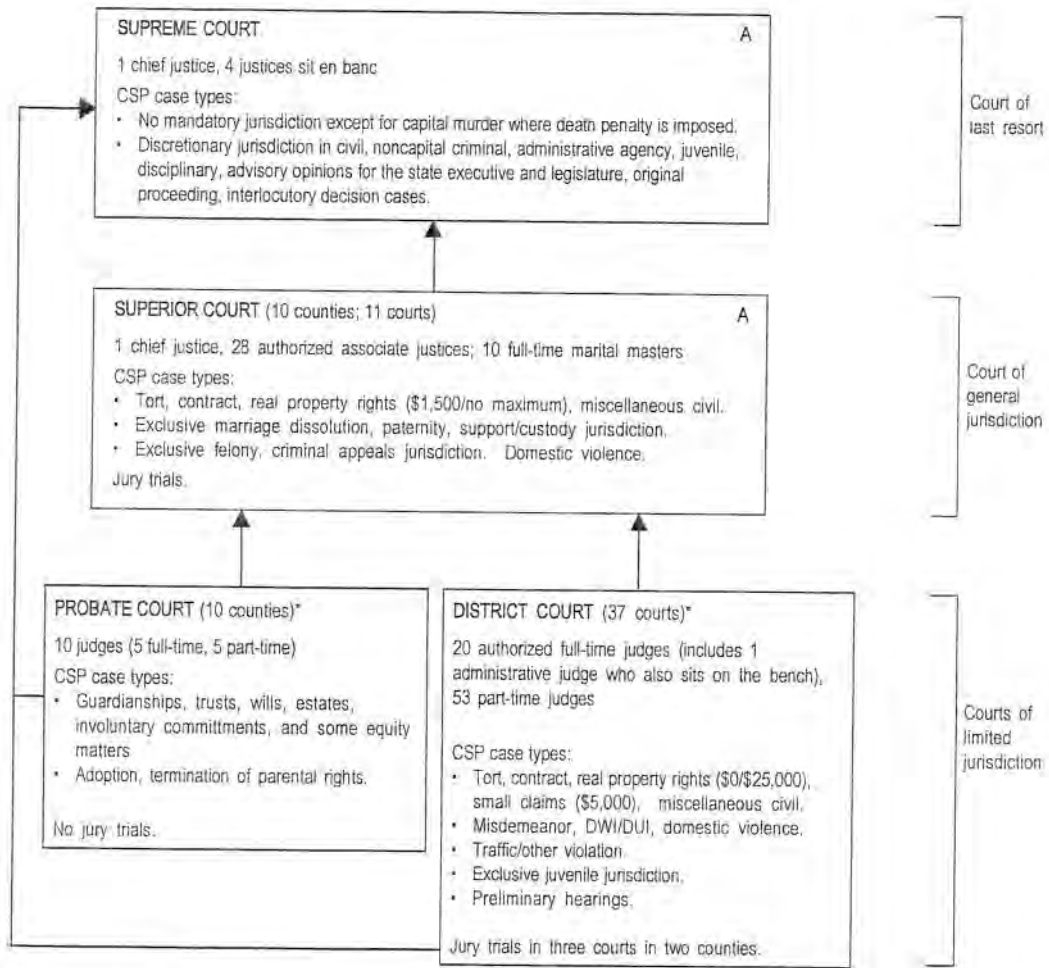 SUPREME COURT A
1 chief justice, 4 justices sit en banc
CSP case types:
• No mandatory jurisdiction except for capital murder where death penalty is imposed.
• Discretionary jurisdiction in civil, noncapital criminal, administrative agency, juvenile,
disciplinary, advisory opinions for the state executive and legislature, original
proceeding, interlocutory decision cases.
Court of
last resort
SUPERIOR COURT (10 counties; 11 courts) A
1 chief justice, 28 authorized associate justices; 10 full-time marital masters
CSP case types:
• Tort, contract, real property rights ($1,500/no maximum), miscellaneous civil.
• Exclusive marriage dissolution, paternity, support/custody jurisdiction.
• Exclusive felony, criminal appeals jurisdiction. Domestic violence.
Jury trials.
Court of
general
jurisdiction
PROBATE COURT (10 counties)*
10 judges (5 full-time, 5 part-time)
CSP case types:
• Guardianships, trusts, wills, estates,
involuntary committments, and some equity
matters
• Adoption, termination of parental rights.
No jury trials.
DISTRICT COURT (37 courts)*
20 authorized full-time judges (includes 1
administrative judge who also sits on the bench),
53 part-time judges
CSP case types:
• Tort, contract, real property rights ($0/$25,000),
small claims ($5,000), miscellaneous civil.
• Misdemeanor, DWI/DUI, domestic violence.
• Traffic/other violation.
• Exclusive juvenile jurisdiction.
• Preliminary hearings.
Jury trials in three courts in two counties.
Courts of
limited
jurisdiction